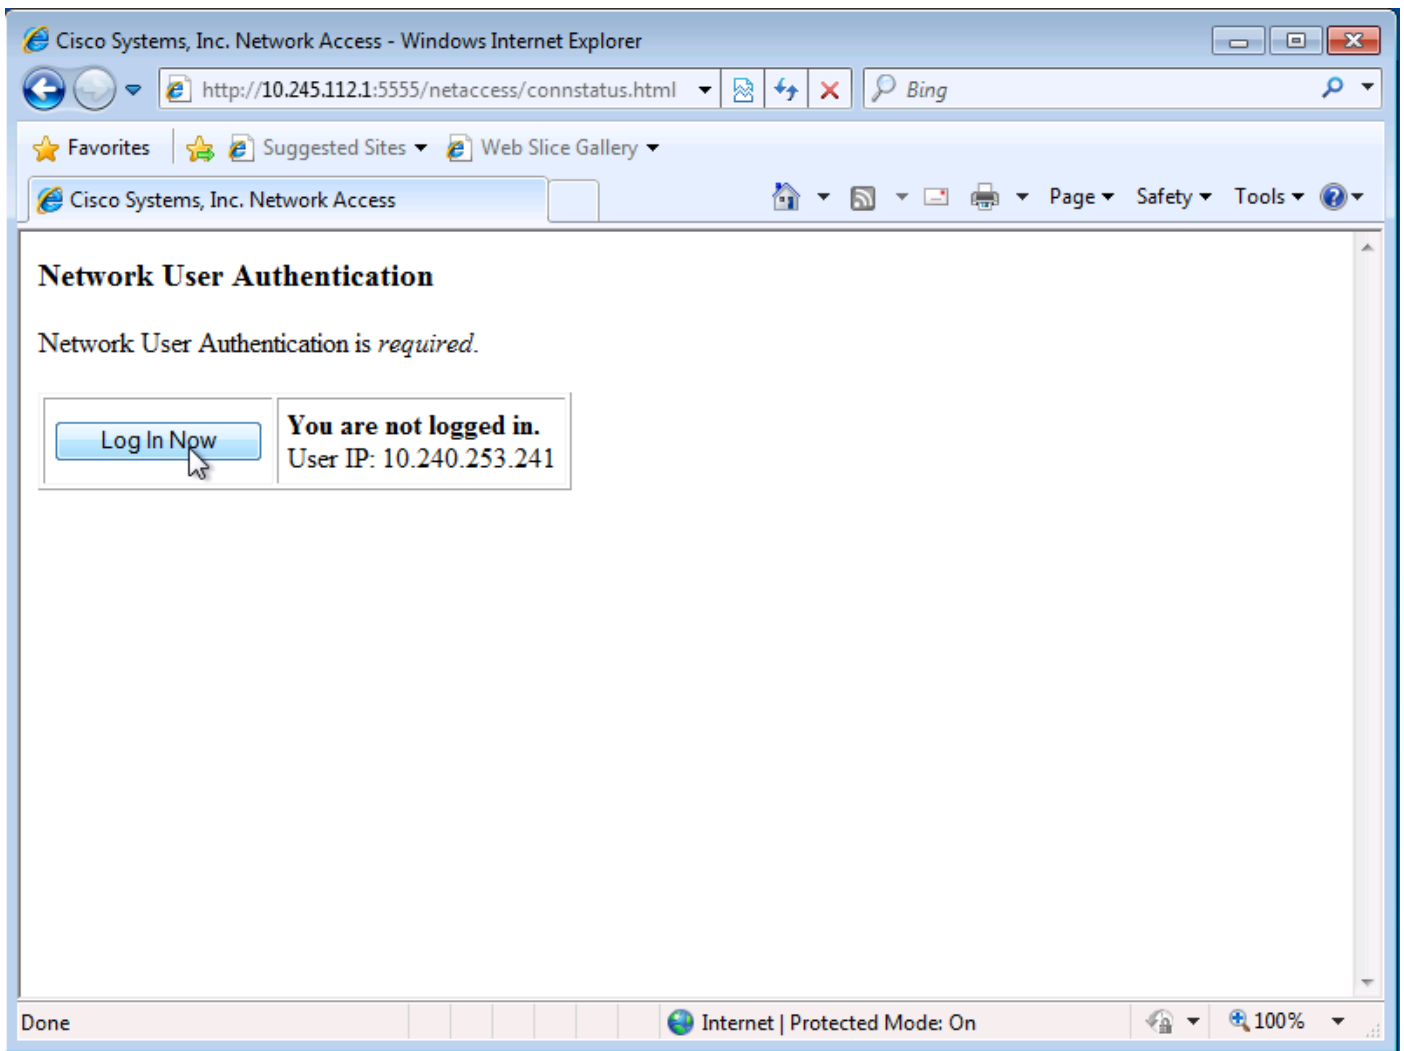 Cisco Systems, Inc. Network Access - Windows Internet Explorer
http://10.245.112.1:5555/netaccess/connstatus.html
Bing
Favorites
Suggested Sites
Web Slice Gallery
Cisco Systems, Inc. Network Access
Page
Safety
Tools
Network User Authentication
Network User Authentication is required.
Log In Now
You are not logged in.
User IP: 10.240.253.241
Done
Internet | Protected Mode: On
100%